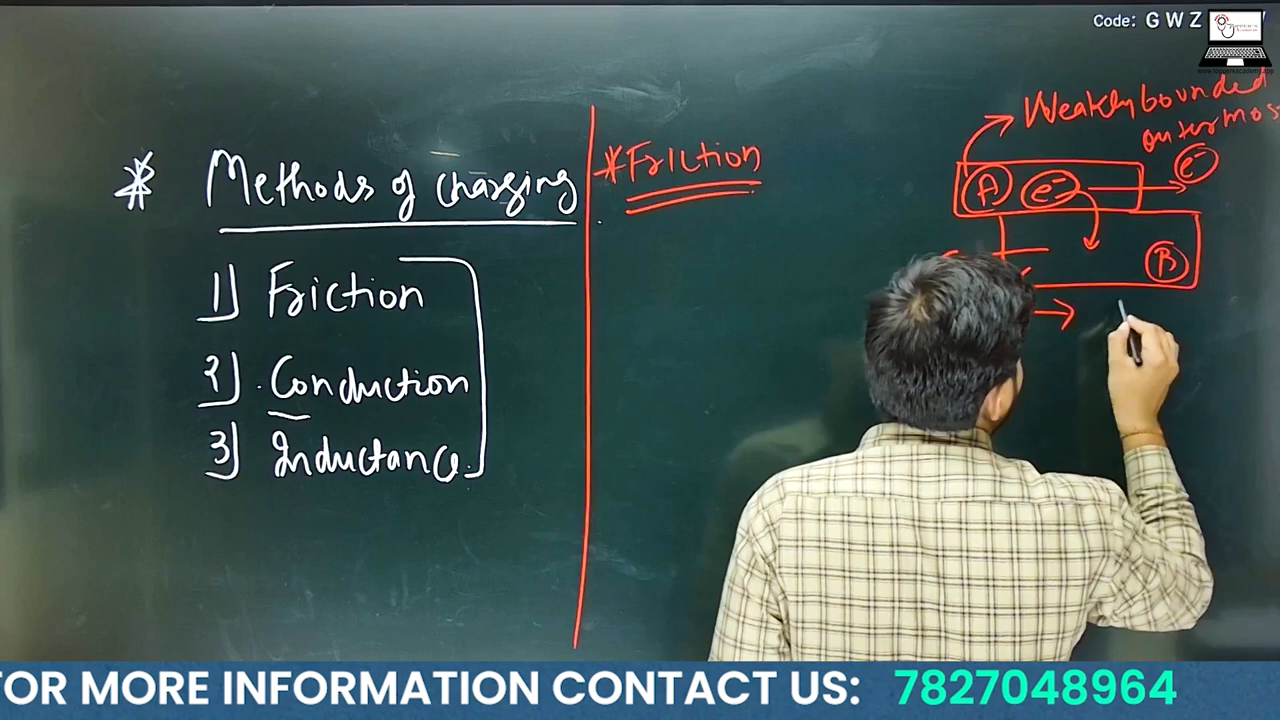 Code: G W Z
* Methods of charging
1) Friction
2) Conduction
3) Inductance
* Friction
Weakly bounded
outermos
e-
A e-
B
FOR MORE INFORMATION CONTACT US: 7827048964